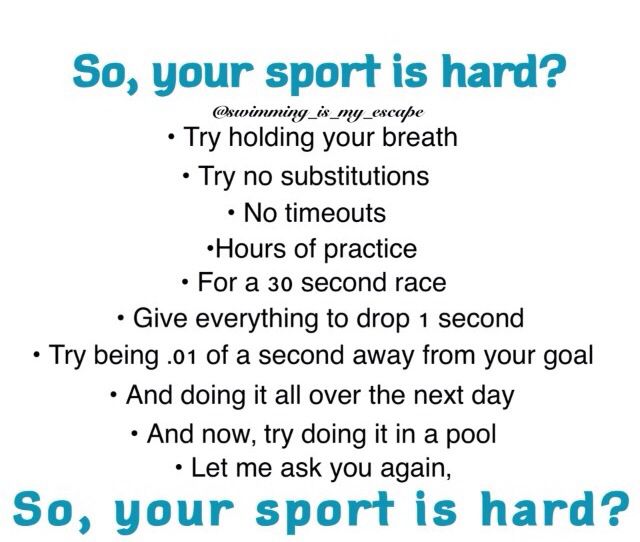 So, your sport is hard?
@swimming_is_my_escape
• Try holding your breath
• Try no substitutions
• No timeouts
•Hours of practice
• For a 30 second race
• Give everything to drop 1 second
• Try being .01 of a second away from your goal
• And doing it all over the next day
• And now, try doing it in a pool
• Let me ask you again,
So, your sport is hard?